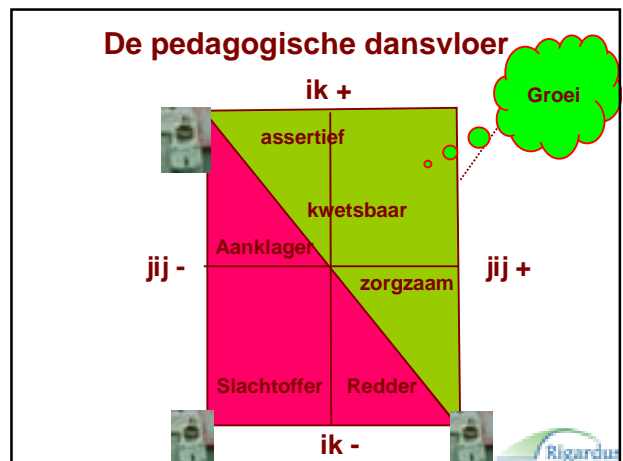 De pedagogische dansvloer
ik +
Groei
assertief
kwetsbaar
Aanklager
jij -
jij +
zorgzaam
Slachtoffer
Redder
ik -
Rigardus